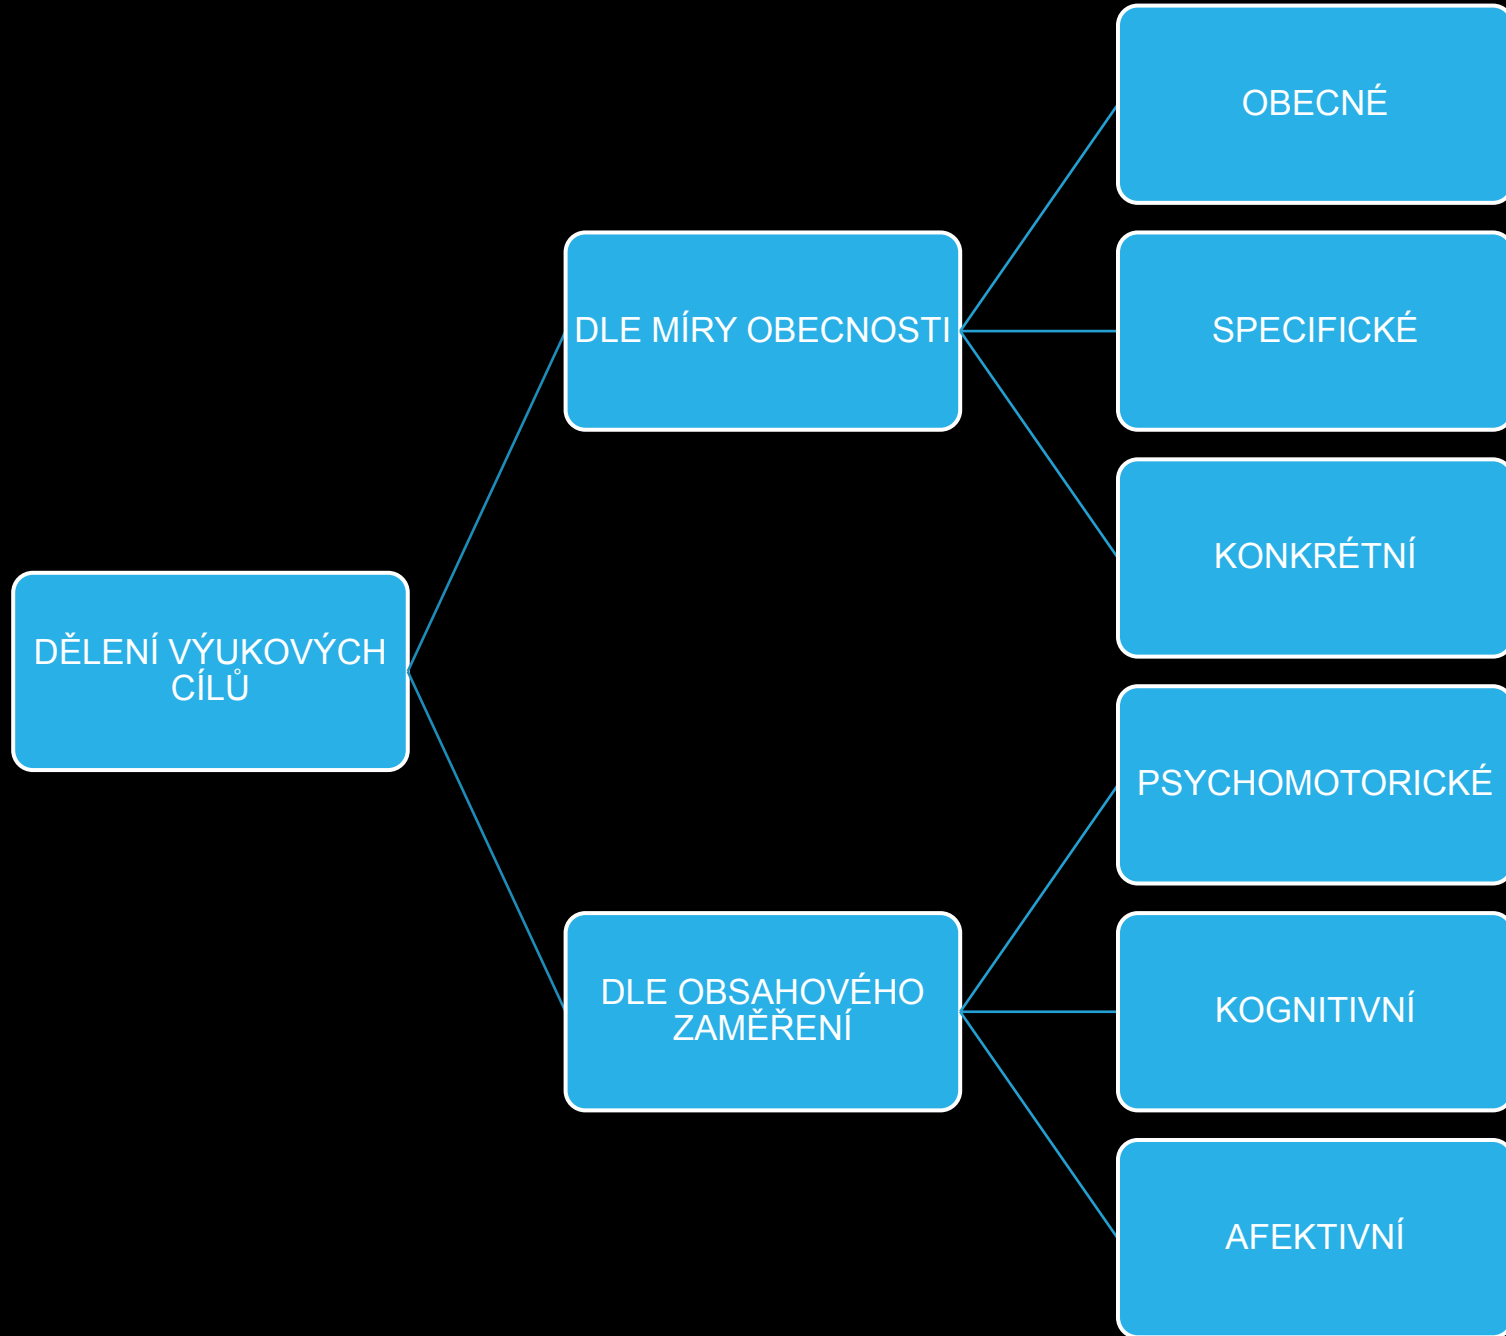 OBECNÉ
DLE MÍRY OBECNOSTI
SPECIFICKÉ
KONKRÉTNÍ
DĚLENÍ VÝUKOVÝCH
CÍLŮ
PSYCHOMOTORICKÉ
DLE OBSAHOVÉHO
ZAMĚŘENÍ
KOGNITIVNÍ
AFEKTIVNÍ